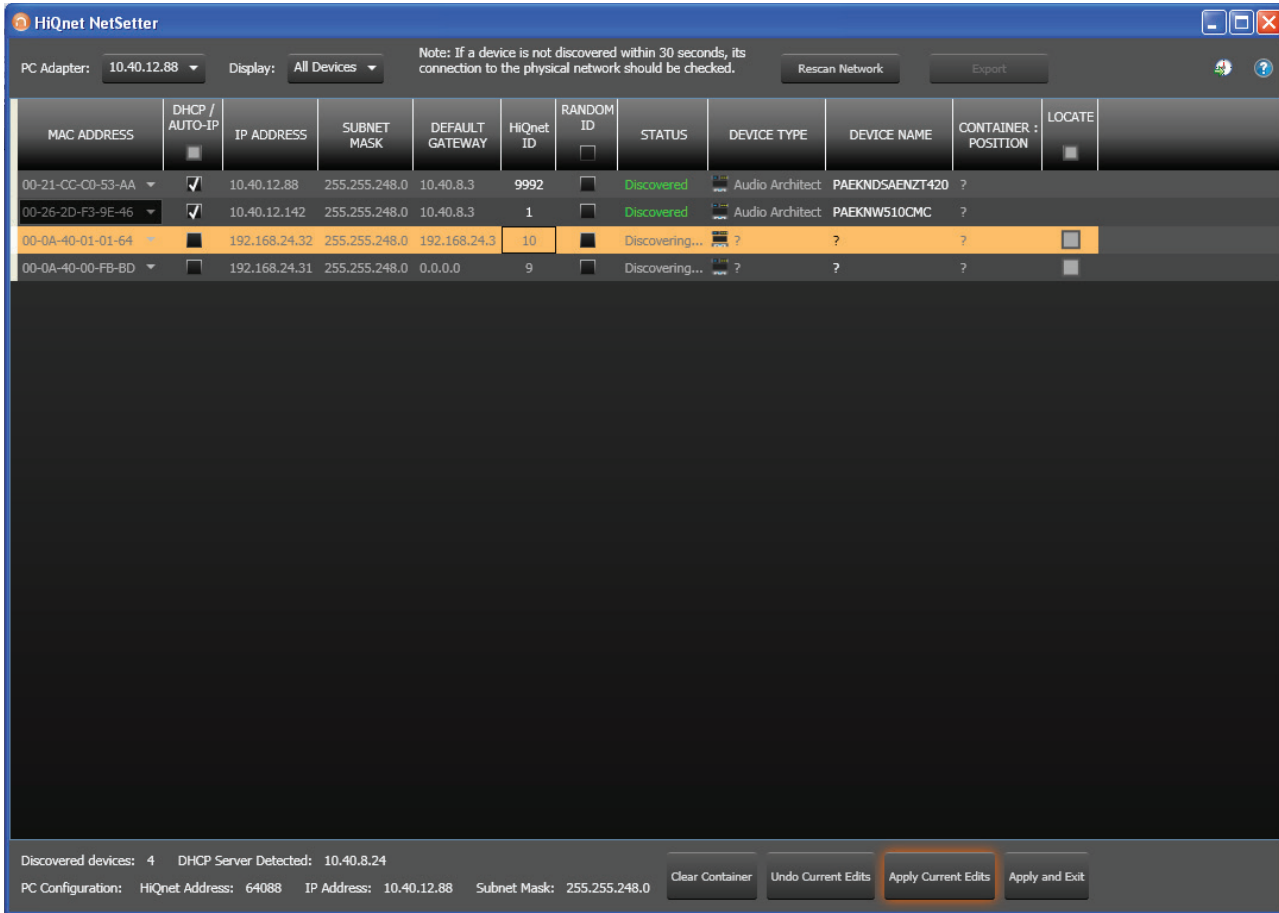 HiQnet NetSetter
PC Adapter: 10.40.12.88 Display: All Devices Note: If a device is not discovered within 30 seconds, its
connection to the physical network should be checked. Rescan Network Export
MAC ADDRESS DHCP / AUTO-IP IP ADDRESS SUBNET MASK DEFAULT GATEWAY HiQnet ID RANDOM ID STATUS DEVICE TYPE DEVICE NAME CONTAINER : POSITION LOCATE
00-21-CC-C0-53-AA 10.40.12.88 255.255.248.0 10.40.8.3 9992 Discovered Audio Architect PAEKNDSAENZT420 ?
00-26-2D-F3-9E-46 10.40.12.142 255.255.248.0 10.40.8.3 1 Discovered Audio Architect PAEKNW510CMC ?
00-0A-40-01-01-64 192.168.24.32 255.255.248.0 192.168.24.3 10 Discovering... ? ? ?
00-0A-40-00-FB-BD 192.168.24.31 255.255.248.0 0.0.0.0 9 Discovering... ? ? ?
Discovered devices: 4 DHCP Server Detected: 10.40.8.24
PC Configuration: HiQnet Address: 64088 IP Address: 10.40.12.88 Subnet Mask: 255.255.248.0
Clear Container Undo Current Edits Apply Current Edits Apply and Exit